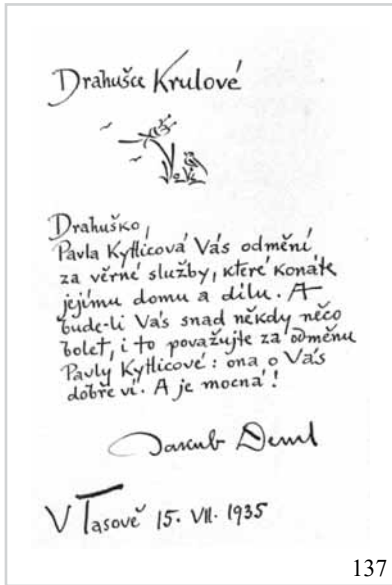 Drahušce Krulové
Drahuško,
Pavla Kytlicová Vás odmění
za věrné služby, které konáte
jejímu domu a dílu. A
bude-li Vás snad někdy něco
bolet, i to považujte za odměnu
Pavly Kytlicové: ona o Vás
dobře ví. A je mocná!
Jakub Deml
V Tasově 15. VII. 1935
137